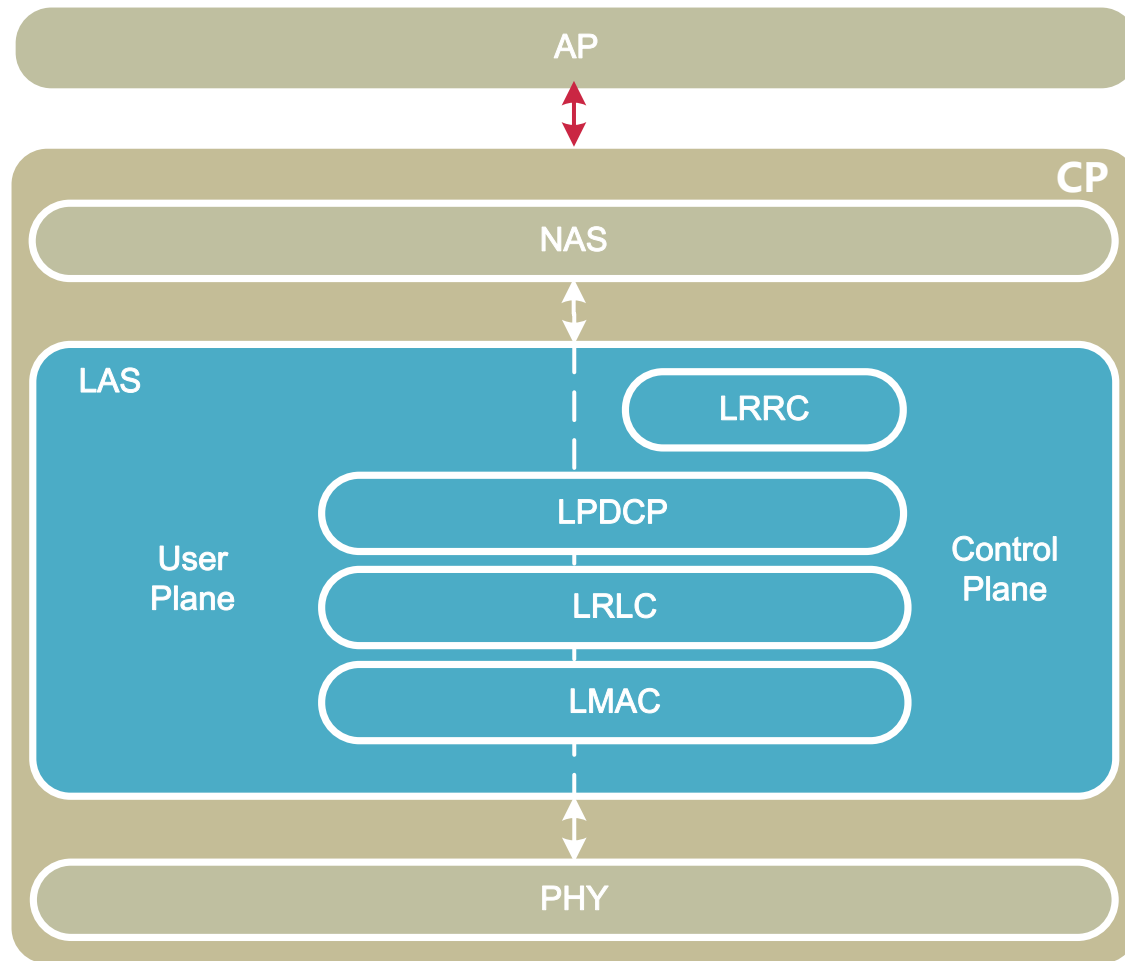 AP
CP
NAS
LAS
LRRC
LPDCP
User
Plane
Control
Plane
LRLC
LMAC
PHY